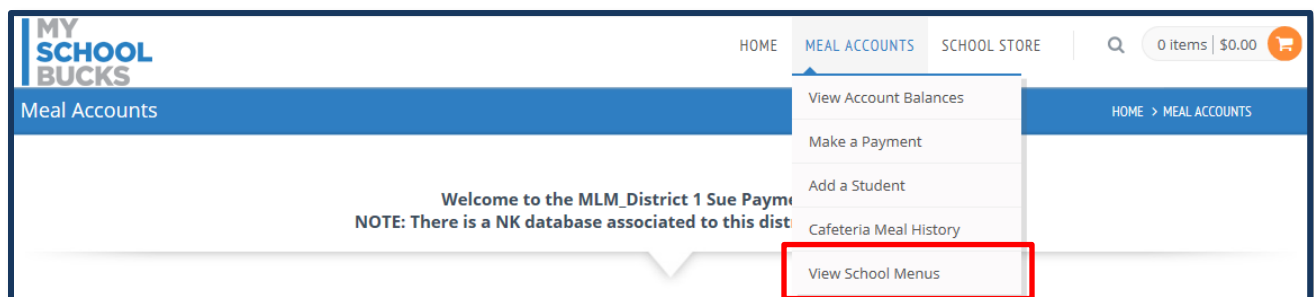 MY
SCHOOL
BUCKS
HOME MEAL ACCOUNTS SCHOOL STORE 0 items | $0.00
Meal Accounts
HOME > MEAL ACCOUNTS
View Account Balances
Make a Payment
Add a Student
Cafeteria Meal History
View School Menus
Welcome to the MLM_District 1 Sue
NOTE: There is a NK database associated to this